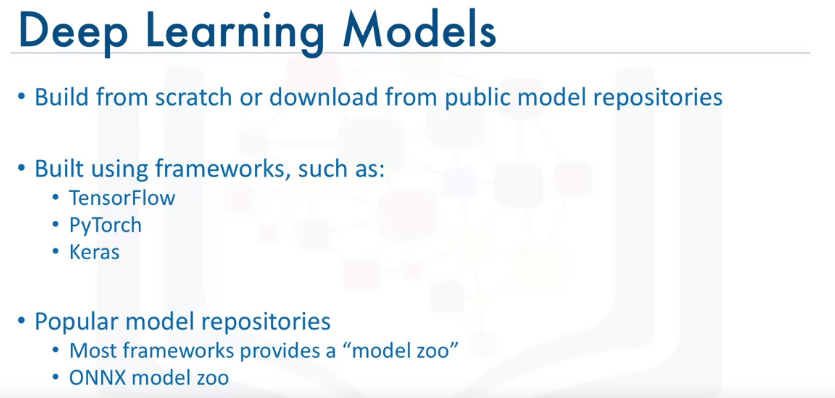 Deep Learning Models
• Build from scratch or download from public model repositories
• Built using frameworks, such as:
• TensorFlow
• PyTorch
• Keras
• Popular model repositories
• Most frameworks provides a “model zoo”
• ONNX model zoo